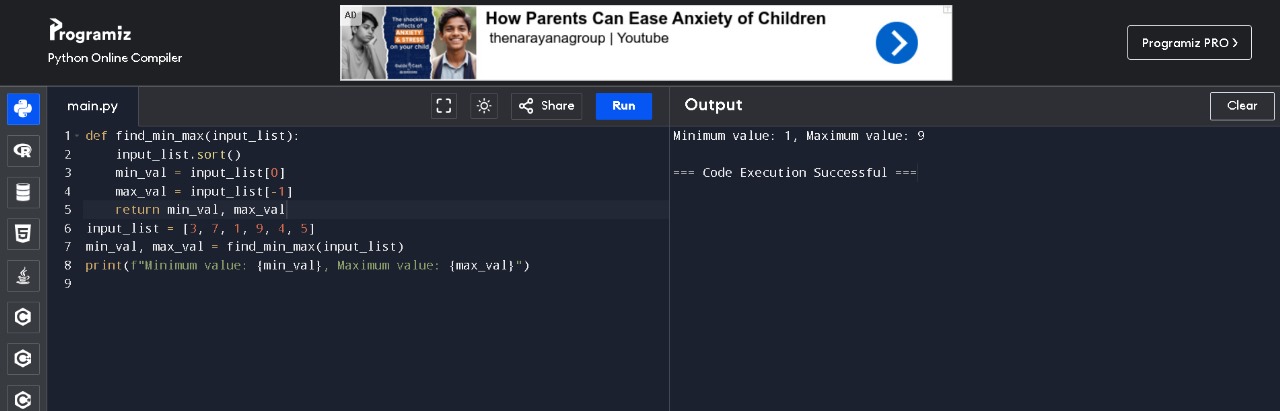 Programiz
Python Online Compiler
AD
The shocking
effects of
ANXIETY
& STRESS
on your child
How Parents Can Ease Anxiety of Children
thenarayanagroup | Youtube
Programiz PRO >
main.py
Share
Run
Output
Clear
1 def find_min_max(input_list):
2     input_list.sort()
3     min_val = input_list[0]
4     max_val = input_list[-1]
5     return min_val, max_val
6 input_list = [3, 7, 1, 9, 4, 5]
7 min_val, max_val = find_min_max(input_list)
8 print(f"Minimum value: {min_val}, Maximum value: {max_val}")
9
Minimum value: 1, Maximum value: 9
=== Code Execution Successful ===